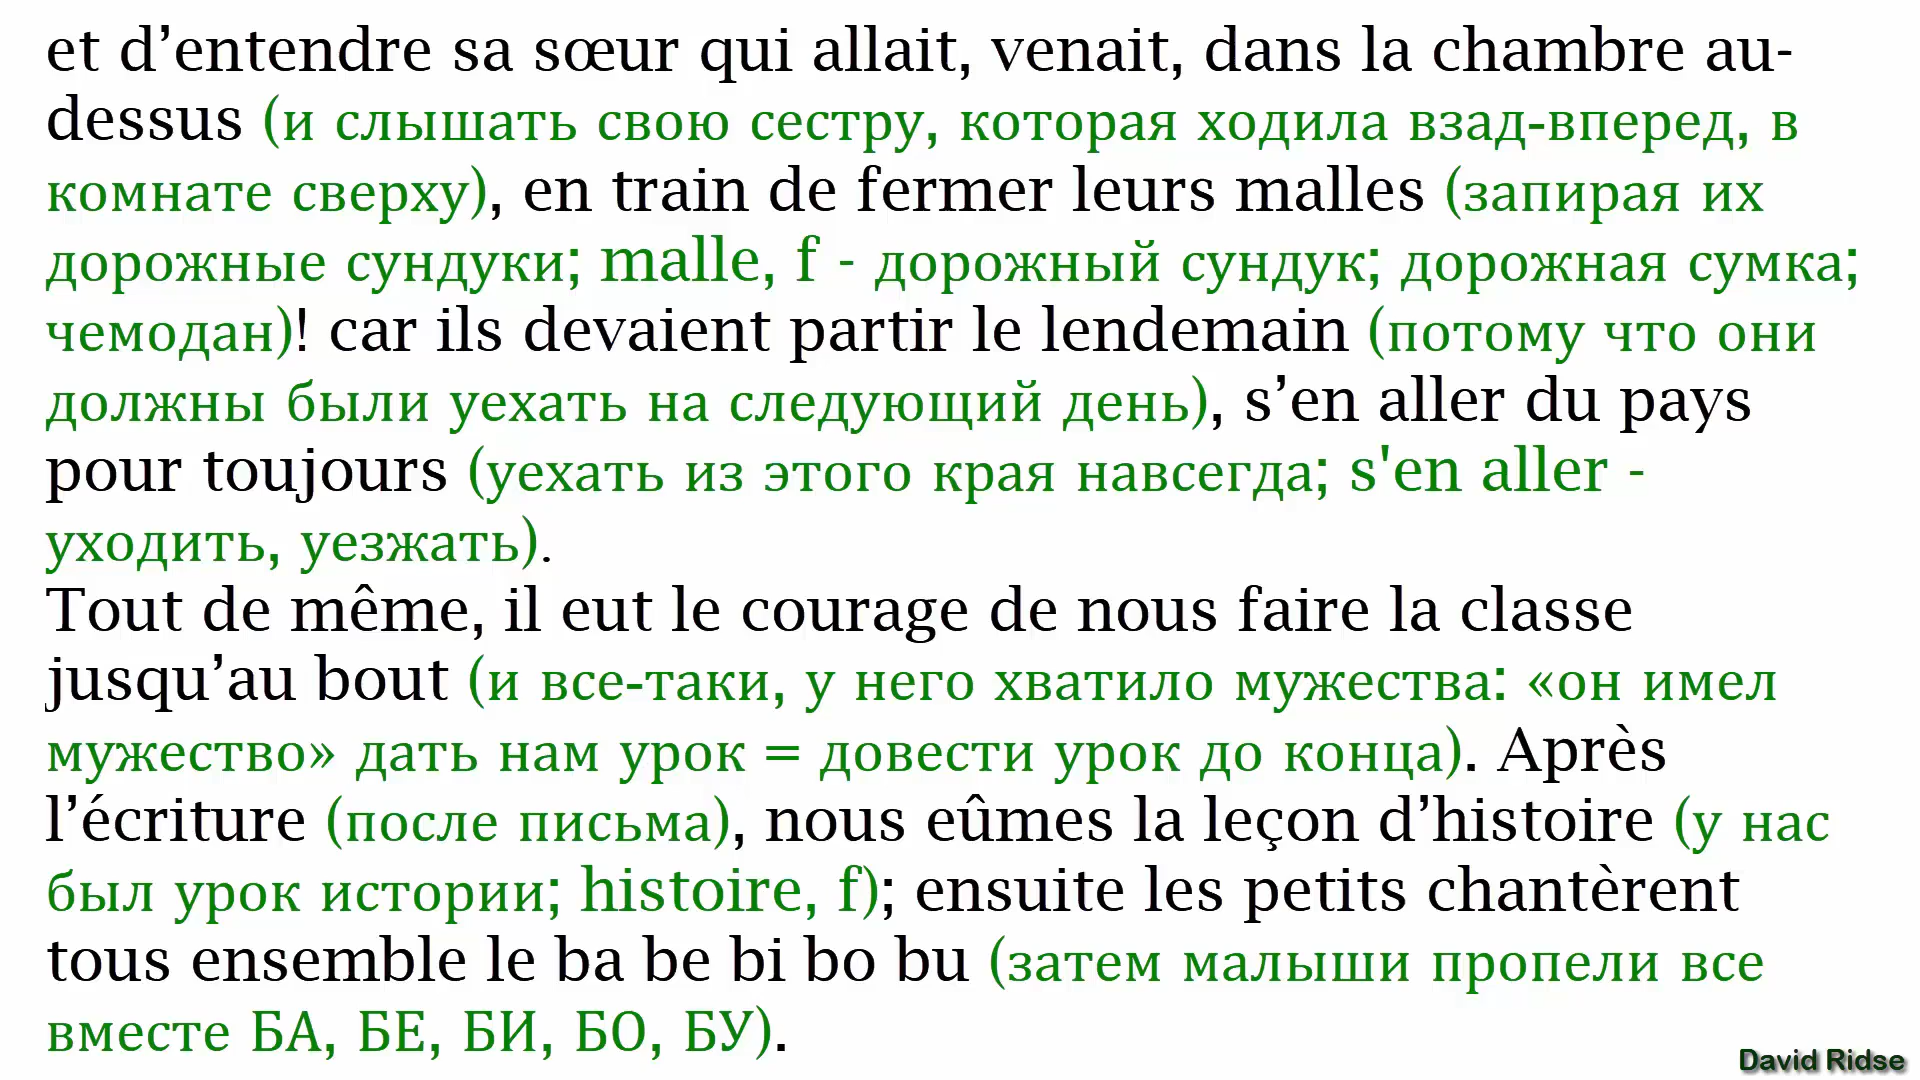 et d’entendre sa sœur qui allait, venait, dans la chambre au-
dessus (и слышать свою сестру, которая ходила взад-вперед, в
комнате сверху), en train de fermer leurs malles (запирая их
дорожные сундуки; malle, f - дорожный сундук; дорожная сумка;
чемодан)! car ils devaient partir le lendemain (потому что они
должны были уехать на следующий день), s’en aller du pays
pour toujours (уехать из этого края навсегда; s'en aller -
уходить, уезжать).
Tout de même, il eut le courage de nous faire la classe
jusqu’au bout (и все-таки, у него хватило мужества: «он имел
мужество» дать нам урок = довести урок до конца). Après
l’écriture (после письма), nous eûmes la leçon d’histoire (у нас
был урок истории; histoire, f); ensuite les petits chantèrent
tous ensemble le ba be bi bo bu (затем малыши пропели все
вместе БА, БЕ, БИ, БО, БУ).
David Ridse